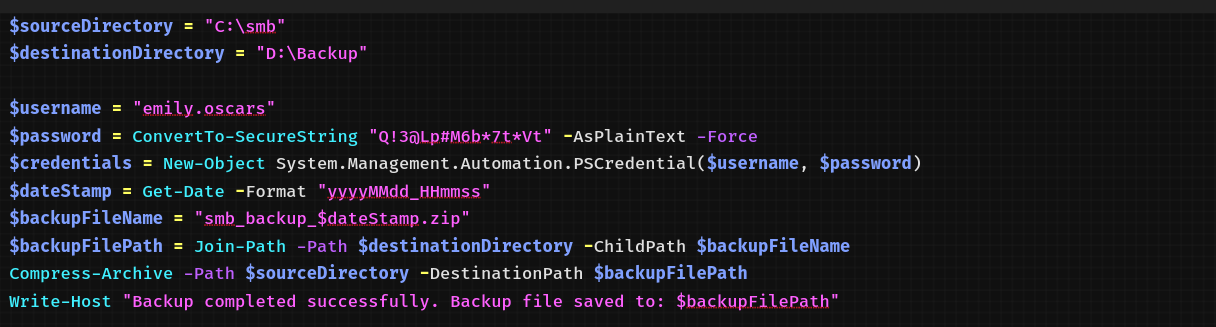 $sourceDirectory = "C:\smb"
$destinationDirectory = "D:\Backup"
$username = "emily.oscars"
$password = ConvertTo-SecureString "Q!3@Lp#M6b*7t*Vt" -AsPlainText -Force
$credentials = New-Object System.Management.Automation.PSCredential($username, $password)
$dateStamp = Get-Date -Format "yyyyMMdd_HHmmss"
$backupFileName = "smb_backup_$dateStamp.zip"
$backupFilePath = Join-Path -Path $destinationDirectory -ChildPath $backupFileName
Compress-Archive -Path $sourceDirectory -DestinationPath $backupFilePath
Write-Host "Backup completed successfully. Backup file saved to: $backupFilePath"